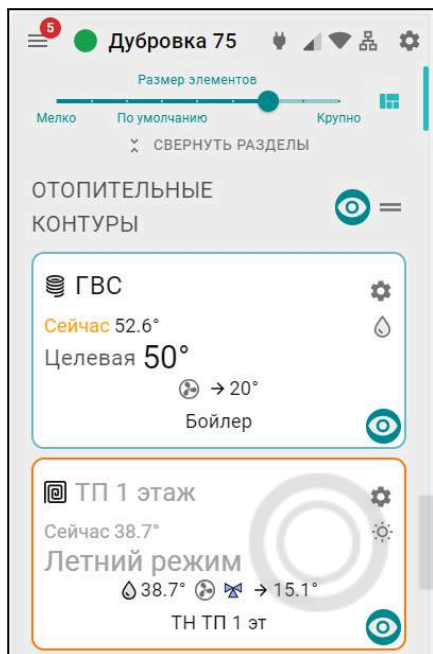 5
Дубровка 75
Размер элементов
Мелко По умолчанию Крупно
СВЕРНУТЬ РАЗДЕЛЫ
ОТОПИТЕЛЬНЫЕ
КОНТУРЫ
ГВС
Сейчас 52.6°
Целевая 50°
→ 20°
Бойлер
ТП 1 этаж
Сейчас 38.7°
Летний режим
38.7° → 15.1°
ТН ТП 1 эт